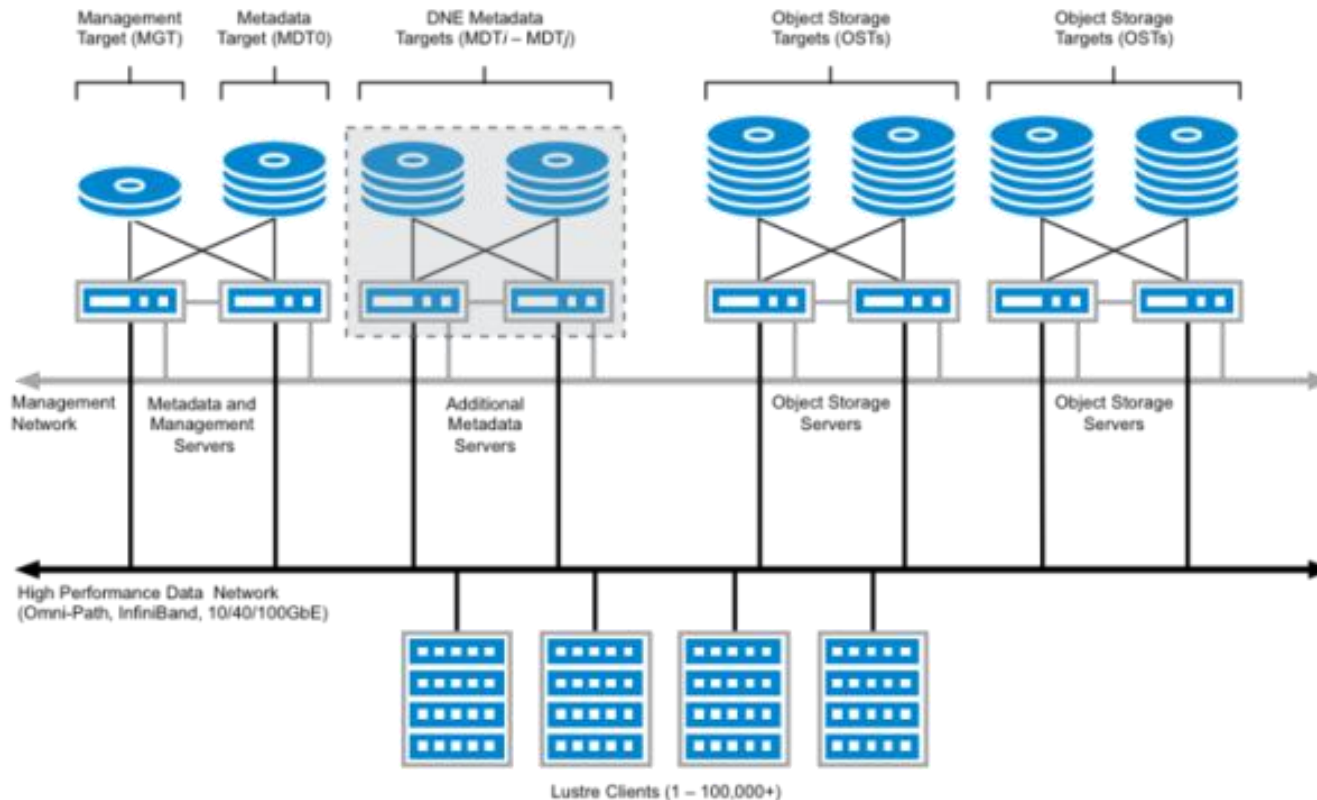 Management
Target (MGT)
Metadata
Target (MDT0)
DNE Metadata
Targets (MDTi – MDTj)
Object Storage
Targets (OSTs)
Object Storage
Targets (OSTs)
Management
Network
Metadata and
Management
Servers
Additional
Metadata
Servers
Object Storage
Servers
Object Storage
Servers
High Performance Data Network
(Omni-Path, InfiniBand, 10/40/100GbE)
Lustre Clients (1 – 100,000+)